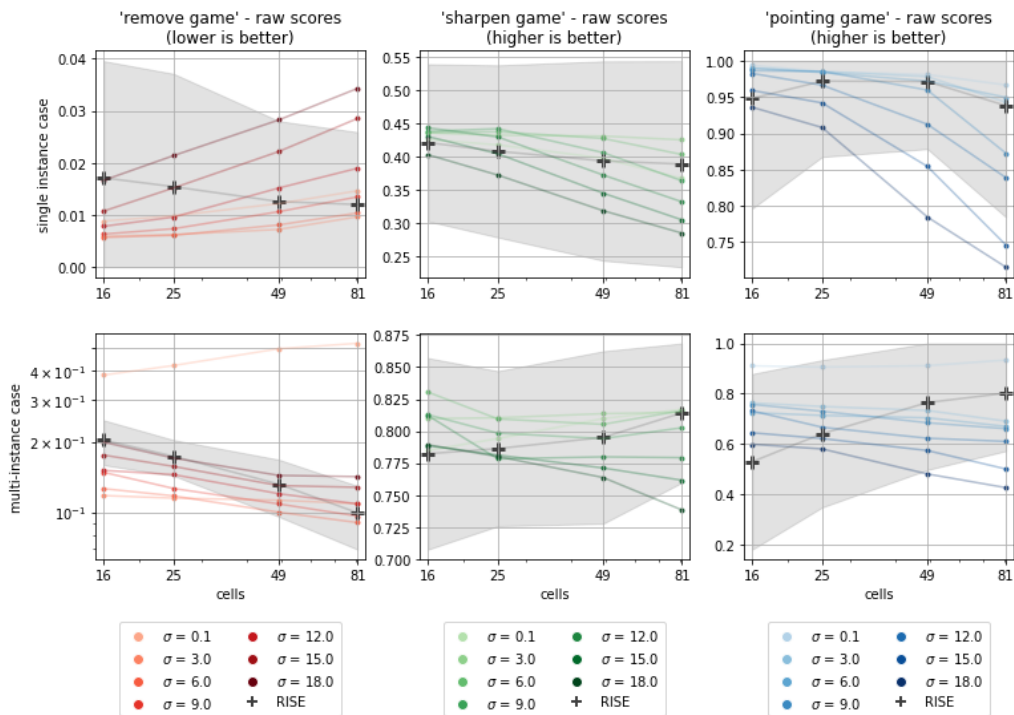 'remove game' - raw scores
(lower is better)
'sharpen game' - raw scores
(higher is better)
'pointing game' - raw scores
(higher is better)
single instance case
0.04
0.03
0.02
0.01
0.00
16 25 49 81
0.55
0.50
0.45
0.40
0.35
0.30
0.25
16 25 49 81
1.00
0.95
0.90
0.85
0.80
0.75
16 25 49 81
multi-instance case
4 × 10⁻¹
3 × 10⁻¹
2 × 10⁻¹
10⁻¹
16 25 49 81
cells
0.875
0.850
0.825
0.800
0.775
0.750
0.725
0.700
16 25 49 81
cells
1.0
0.8
0.6
0.4
0.2
16 25 49 81
cells
σ = 0.1 σ = 12.0
σ = 3.0 σ = 15.0
σ = 6.0 σ = 18.0
σ = 9.0 RISE
σ = 0.1 σ = 12.0
σ = 3.0 σ = 15.0
σ = 6.0 σ = 18.0
σ = 9.0 RISE
σ = 0.1 σ = 12.0
σ = 3.0 σ = 15.0
σ = 6.0 σ = 18.0
σ = 9.0 RISE